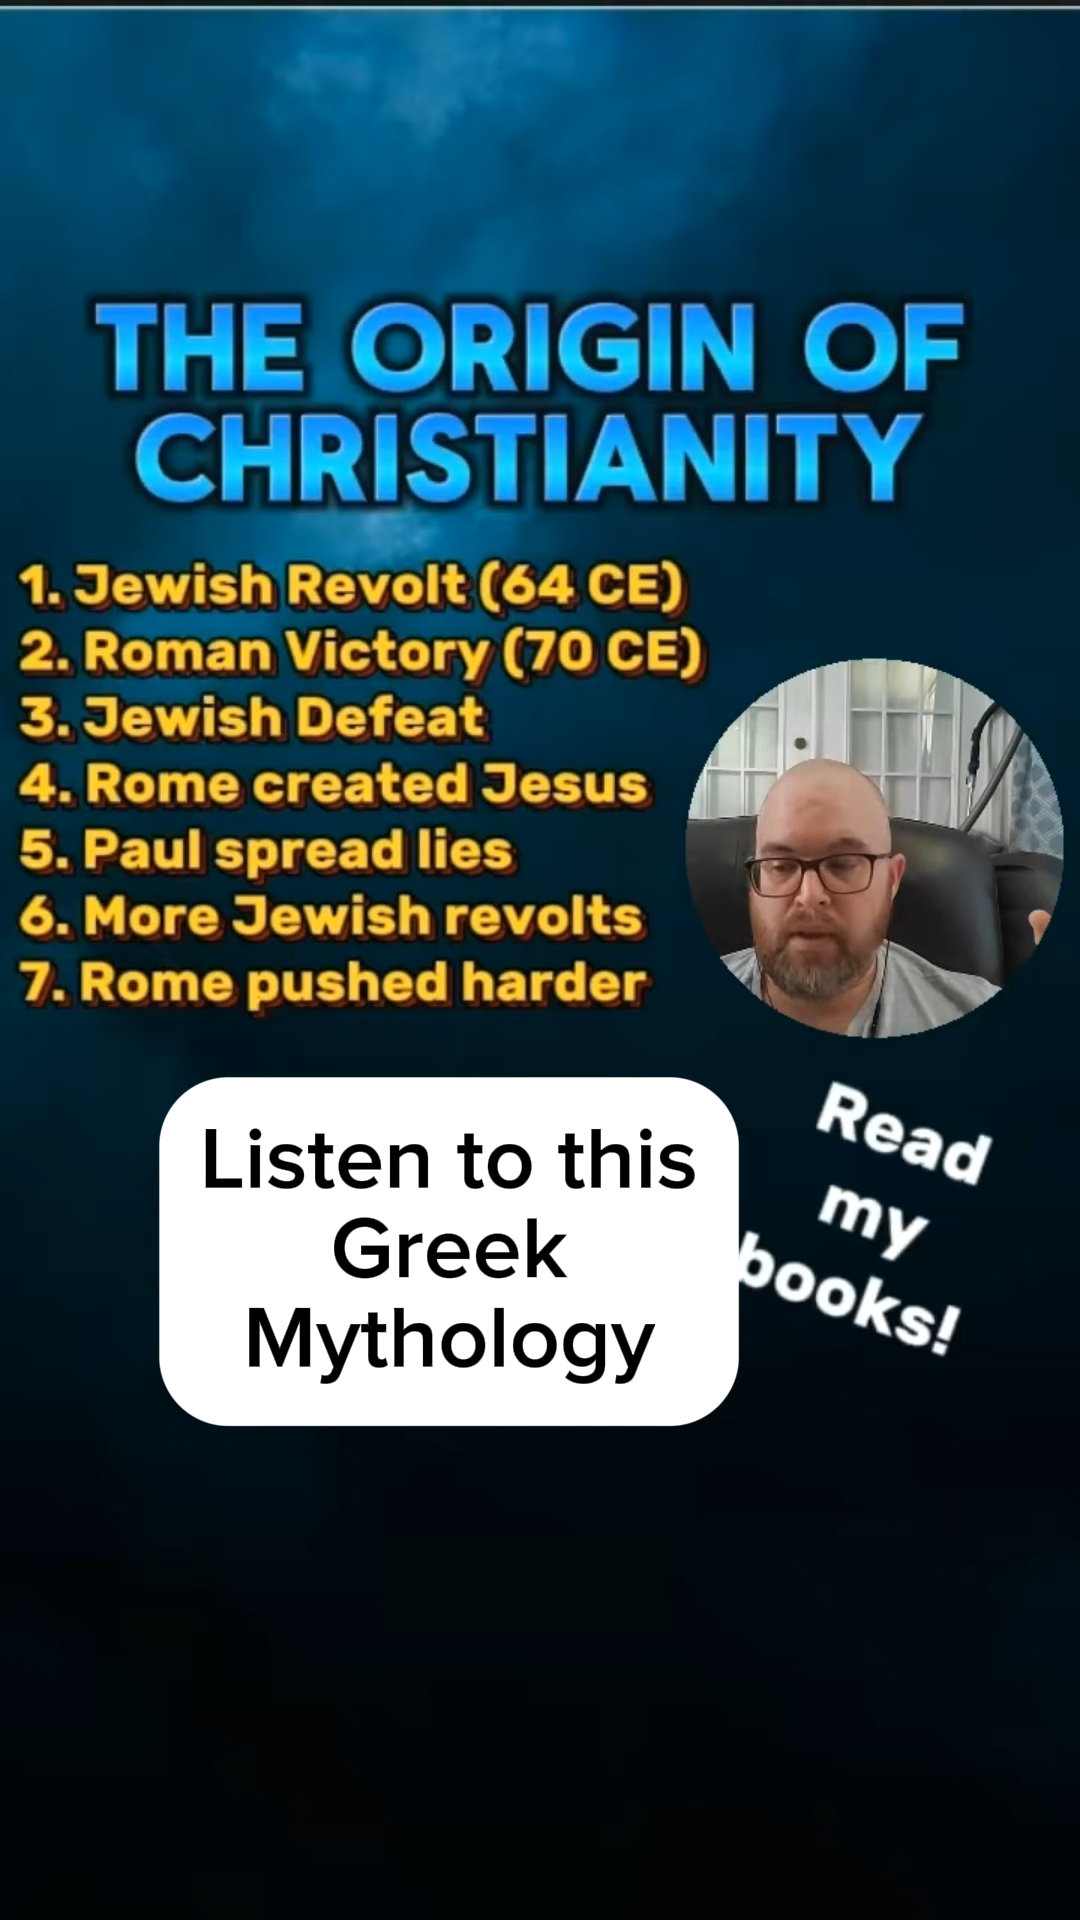 THE ORIGIN OF
CHRISTIANITY
1. Jewish Revolt (64 CE)
2. Roman Victory (70 CE)
3. Jewish Defeat
4. Rome created Jesus
5. Paul spread lies
6. More Jewish revolts
7. Rome pushed harder
Listen to this
Greek
Mythology
Read
my
books!